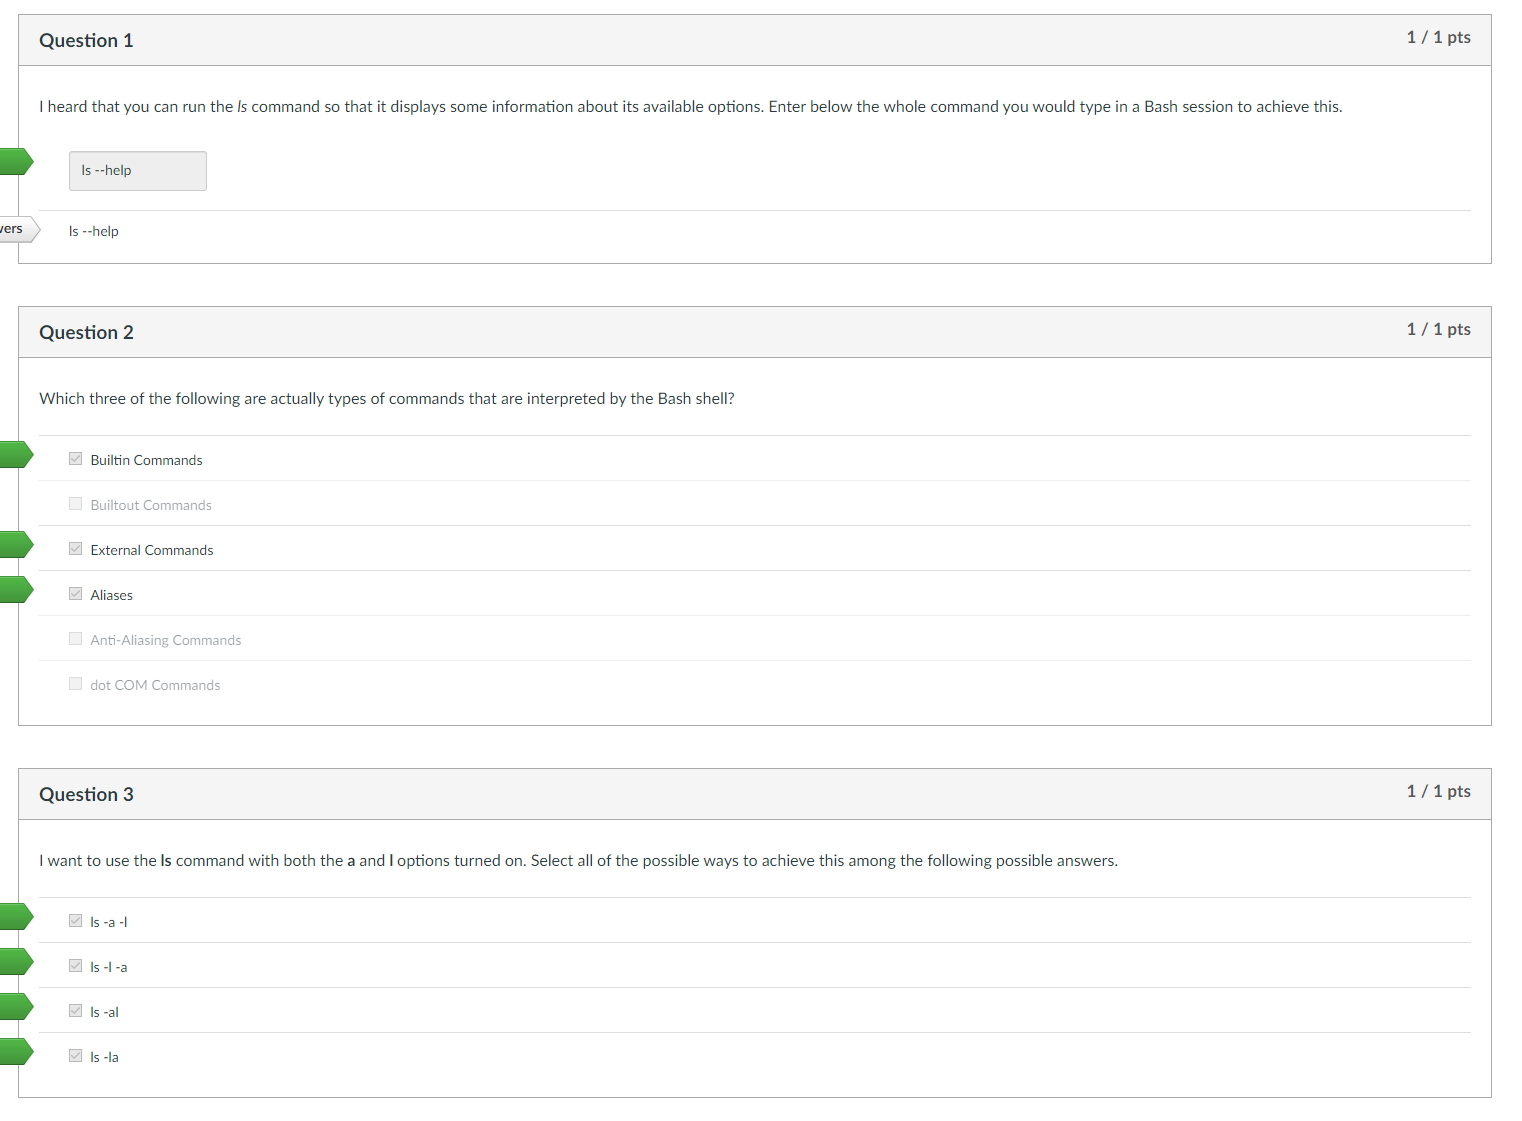 Question 1
1 / 1 pts
I heard that you can run the ls command so that it displays some information about its available options. Enter below the whole command you would type in a Bash session to achieve this.
ls --help
vers
ls --help
Question 2
1 / 1 pts
Which three of the following are actually types of commands that are interpreted by the Bash shell?
Builtin Commands
Builtout Commands
External Commands
Aliases
Anti-Aliasing Commands
dot COM Commands
Question 3
1 / 1 pts
I want to use the ls command with both the a and l options turned on. Select all of the possible ways to achieve this among the following possible answers.
ls -a -l
ls -l -a
ls -al
ls -la